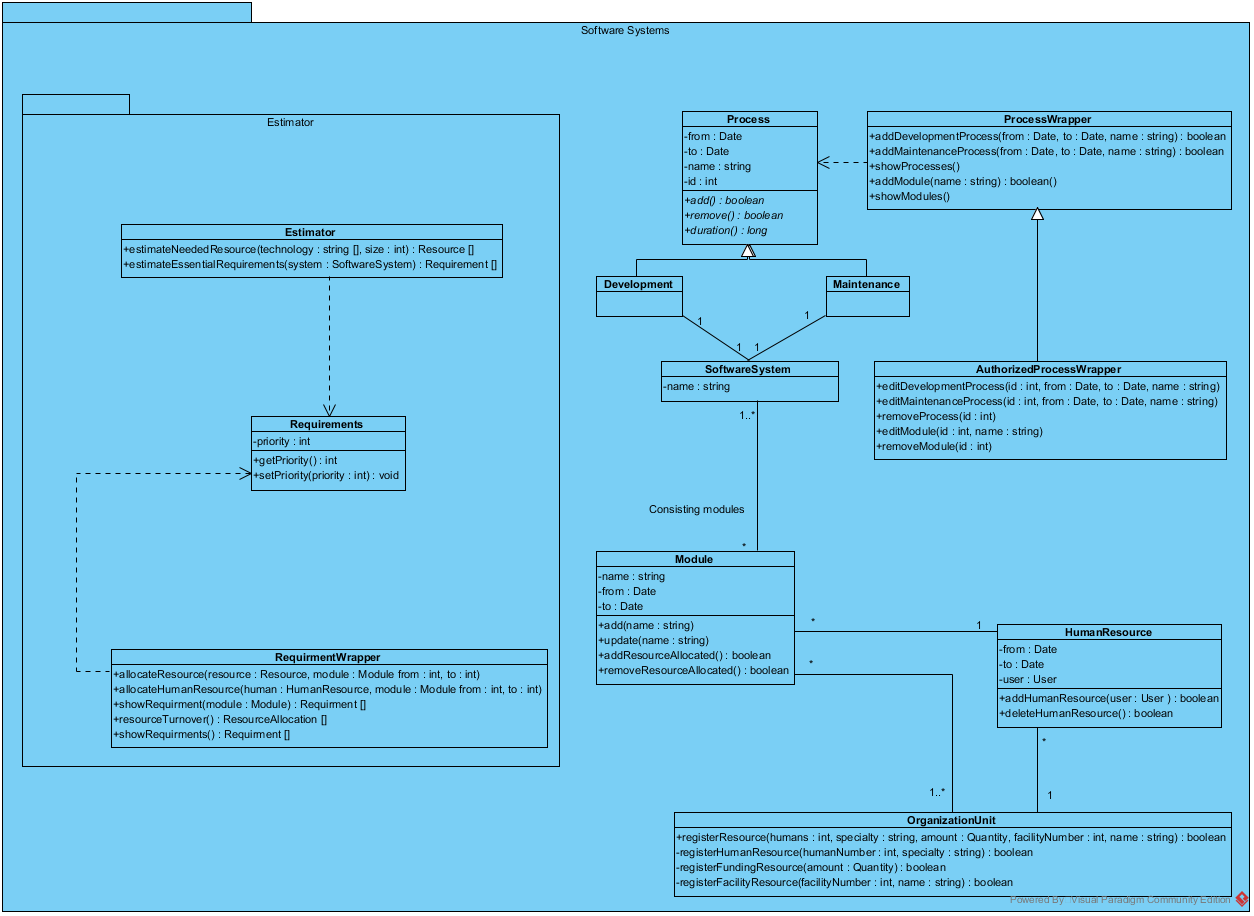 Software Systems
Estimator
Estimator
+estimateNeededResource(technology : string [], size : int) : Resource []
+estimateEssentialRequirements(system : SoftwareSystem) : Requirement []
Requirements
-priority : int
+getPriority() : int
+setPriority(priority : int) : void
RequirmentWrapper
+allocateResource(resource : Resource, module : Module from : int, to : int)
+allocateHumanResource(human : HumanResource, module : Module from : int, to : int)
+showRequirment(module : Module) : Requirment []
+resourceTurnover() : ResourceAllocation []
+showRequirments() : Requirment []
Process
-from : Date
-to : Date
-name : string
-id : int
+add() : boolean
+remove() : boolean
+duration() : long
ProcessWrapper
+addDevelopmentProcess(from : Date, to : Date, name : string) : boolean
+addMaintenanceProcess(from : Date, to : Date, name : string) : boolean
+showProcesses()
+addModule(name : string) : boolean()
+showModules()
Development
Maintenance
1
1
1
1
SoftwareSystem
-name : string
AuthorizedProcessWrapper
+editDevelopmentProcess(id : int, from : Date, to : Date, name : string)
+editMaintenanceProcess(id : int, from : Date, to : Date, name : string)
+removeProcess(id : int)
+editModule(id : int, name : string)
+removeModule(id : int)
1..*
Consisting modules
*
Module
-name : string
-from : Date
-to : Date
+add(name : string)
+update(name : string)
+addResourceAllocated() : boolean
+removeResourceAllocated() : boolean
*
1
*
HumanResource
-from : Date
-to : Date
-user : User
+addHumanResource(user : User ) : boolean
+deleteHumanResource() : boolean
*
1..*
1
OrganizationUnit
+registerResource(humans : int, specialty : string, amount : Quantity, facilityNumber : int, name : string) : boolean
-registerHumanResource(humanNumber : int, specialty : string) : boolean
-registerFundingResource(amount : Quantity) : boolean
-registerFacilityResource(facilityNumber : int, name : string) : boolean
Powered By Visual Paradigm Community Edition